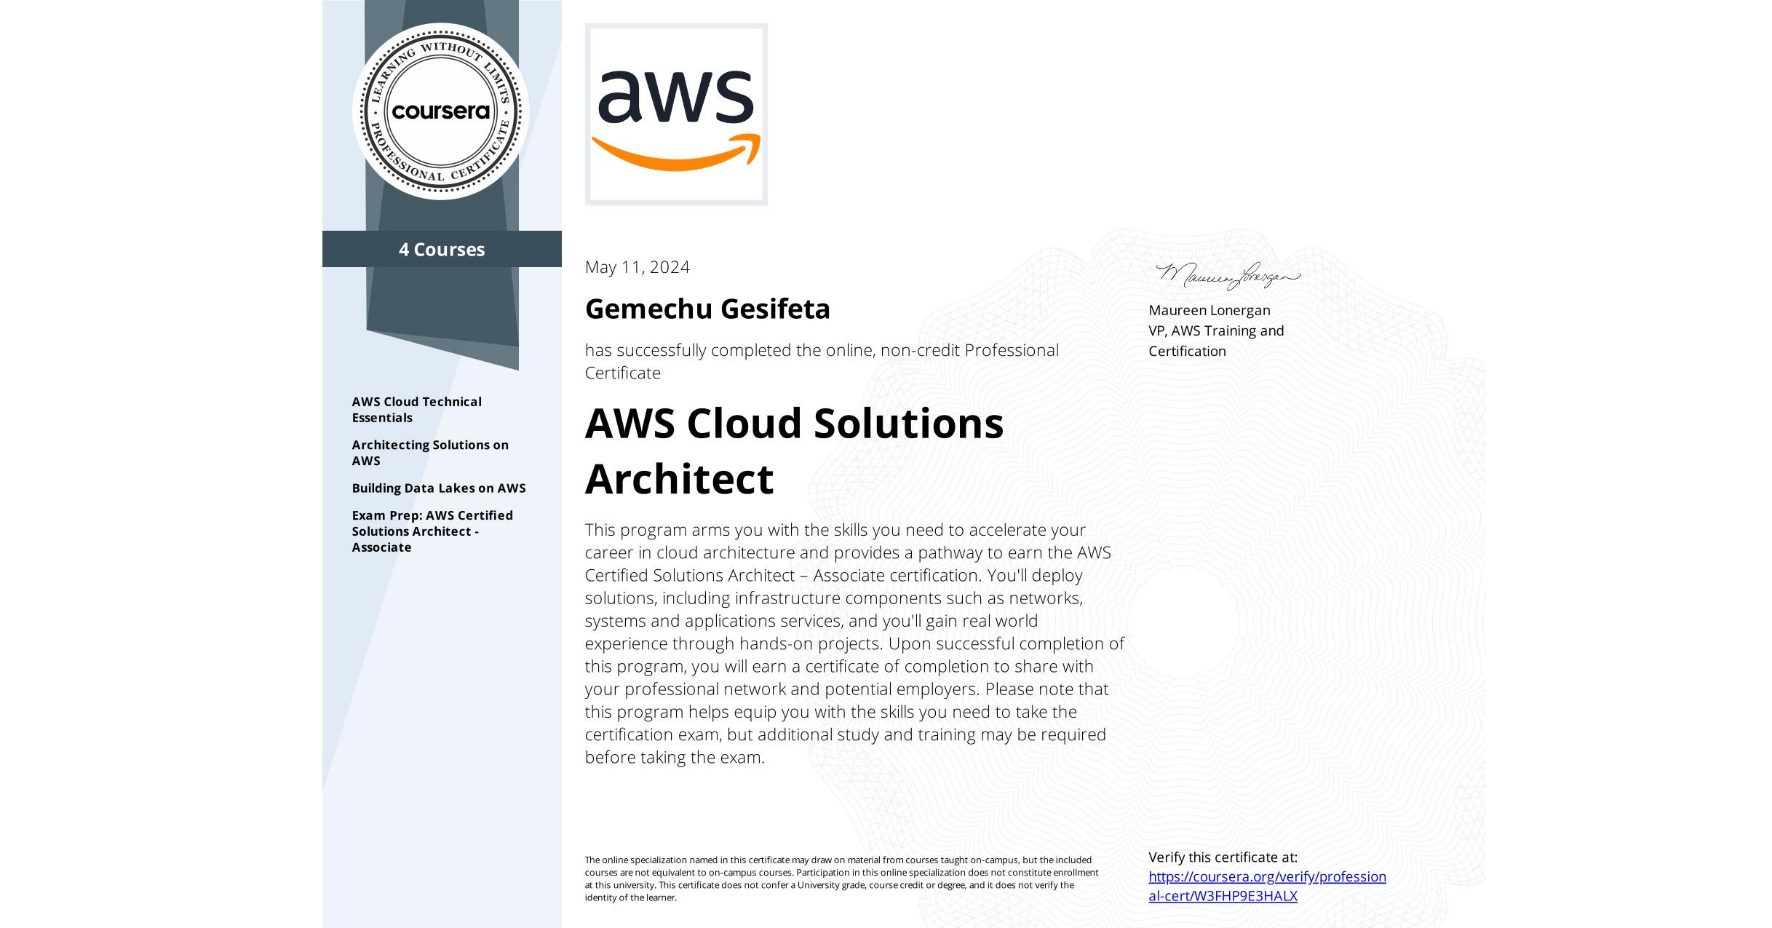 LEARNING WITHOUT LIMITS
coursera
PROFESSIONAL CERTIFICATE
4 Courses
AWS Cloud Technical
Essentials
Architecting Solutions on
AWS
Building Data Lakes on AWS
Exam Prep: AWS Certified
Solutions Architect -
Associate
aws
May 11, 2024
Gemechu Gesifeta
has successfully completed the online, non-credit Professional
Certificate
AWS Cloud Solutions
Architect
This program arms you with the skills you need to accelerate your
career in cloud architecture and provides a pathway to earn the AWS
Certified Solutions Architect – Associate certification. You'll deploy
solutions, including infrastructure components such as networks,
systems and applications services, and you'll gain real world
experience through hands-on projects. Upon successful completion of
this program, you will earn a certificate of completion to share with
your professional network and potential employers. Please note that
this program helps equip you with the skills you need to take the
certification exam, but additional study and training may be required
before taking the exam.
Maureen Lonergan
Maureen Lonergan
VP, AWS Training and
Certification
The online specialization named in this certificate may draw on material from courses taught on-campus, but the included
courses are not equivalent to on-campus courses. Participation in this online specialization does not constitute enrollment
at this university. This certificate does not confer a University grade, course credit or degree, and it does not verify the
identity of the learner.
Verify this certificate at:
https://coursera.org/verify/profession
al-cert/W3FHP9E3HALX